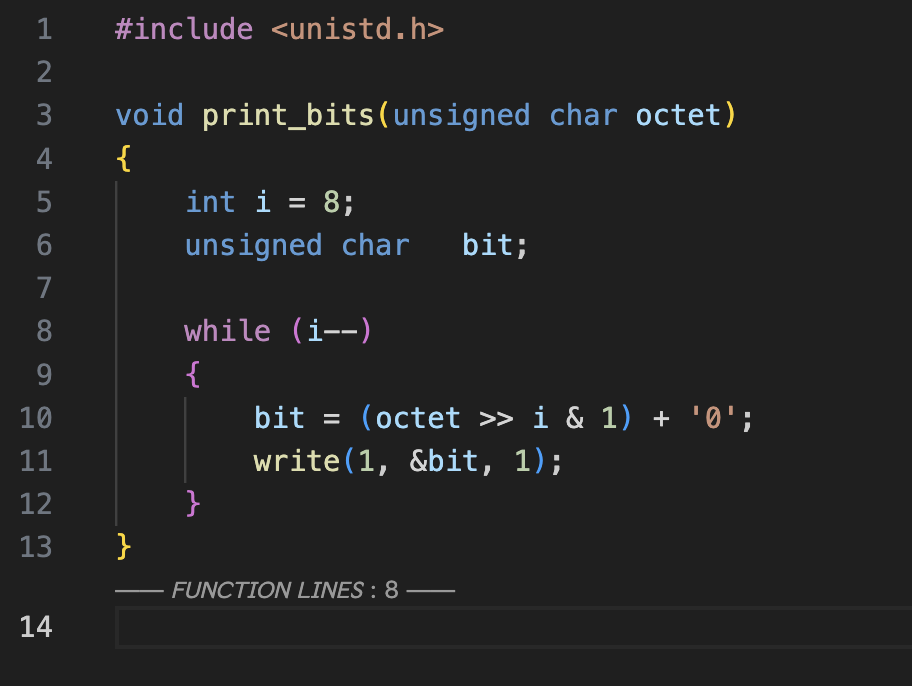 1 #include <unistd.h>
2
3 void print_bits(unsigned char octet)
4 {
5     int i = 8;
6     unsigned char   bit;
7
8     while (i--)
9     {
10         bit = (octet >> i & 1) + '0';
11         write(1, &bit, 1);
12     }
13 }
—— FUNCTION LINES : 8 ——
14